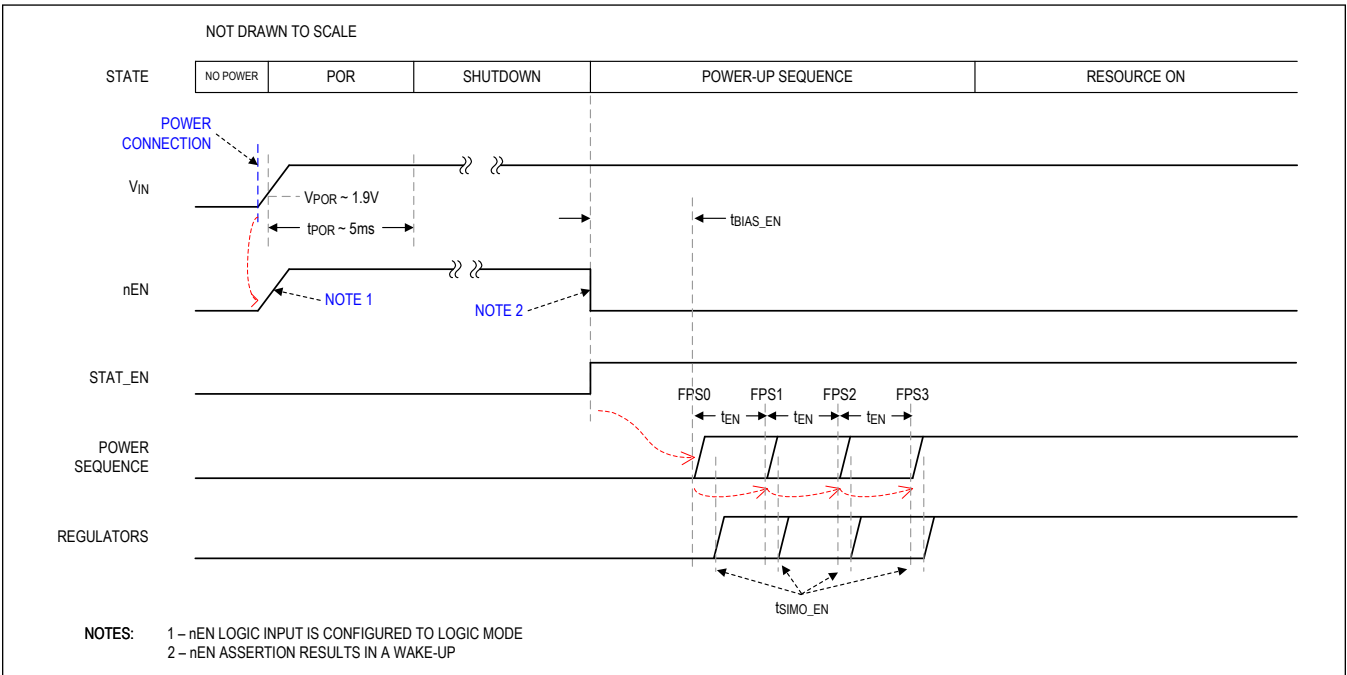 NOT DRAWN TO SCALE
STATE NO POWER POR SHUTDOWN POWER-UP SEQUENCE RESOURCE ON
POWER
CONNECTION
VIN
VPOR ~ 1.9V
tPOR ~ 5ms
tBIAS_EN
nEN
NOTE 1
NOTE 2
STAT_EN
FPS0 FPS1 FPS2 FPS3
tEN tEN tEN
POWER
SEQUENCE
REGULATORS
tSIMO_EN
NOTES: 1 – nEN LOGIC INPUT IS CONFIGURED TO LOGIC MODE
2 – nEN ASSERTION RESULTS IN A WAKE-UP